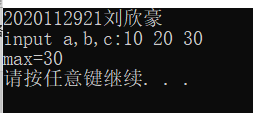 2020112921刘欣豪
input a,b,c:10 20 30
max=30
请按任意键继续. . .